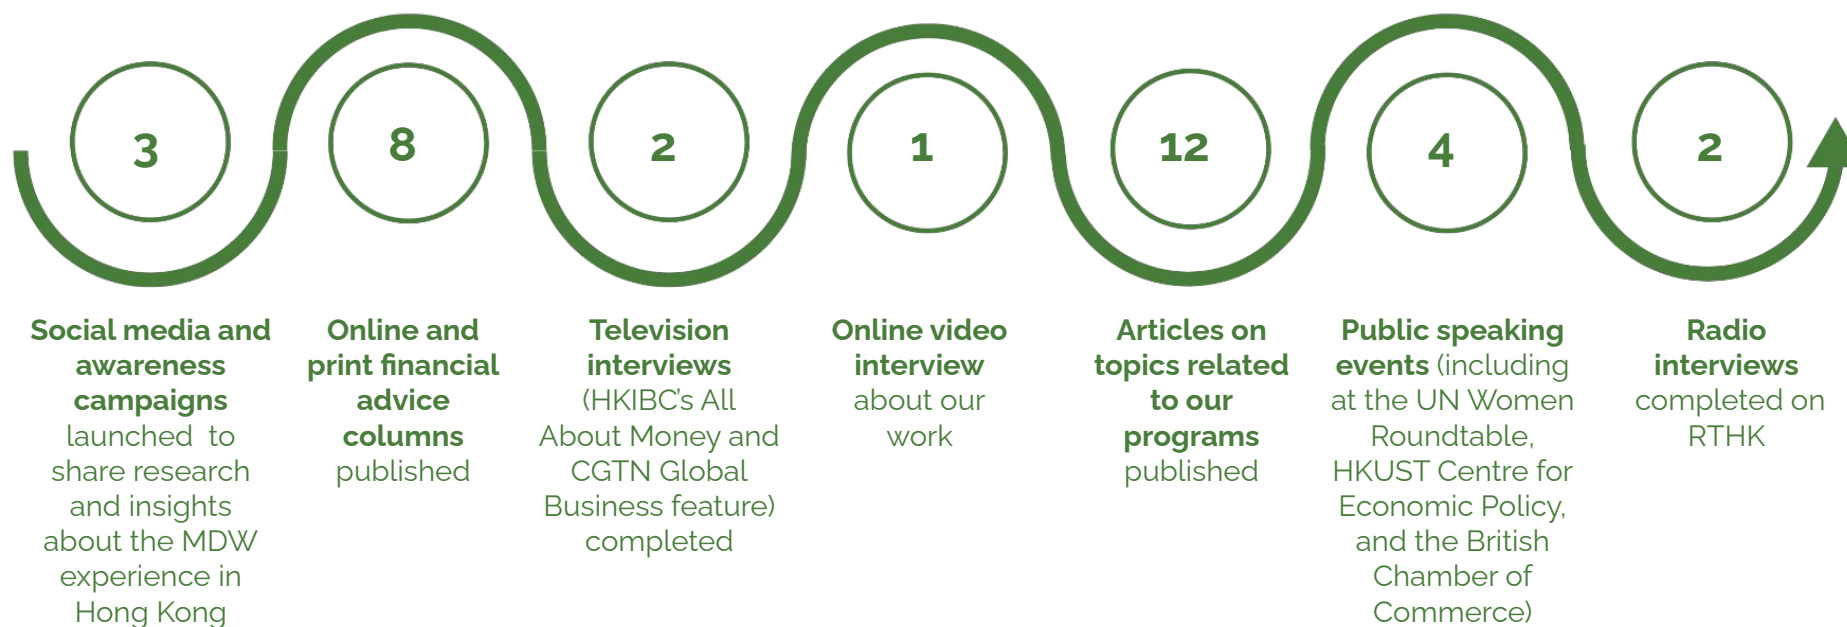 3
Social media and
awareness
campaigns
launched to
share research
and insights
about the MDW
experience in
Hong Kong
8
Online and
print financial
advice
columns
published
2
Television
interviews
(HKIBC's All
About Money and
CGTN Global
Business feature)
completed
1
Online video
interview
about our
work
12
Articles on
topics related
to our
programs
published
4
Public speaking
events (including
at the UN Women
Roundtable,
HKUST Centre for
Economic Policy,
and the British
Chamber of
Commerce)
2
Radio
interviews
completed on
RTHK